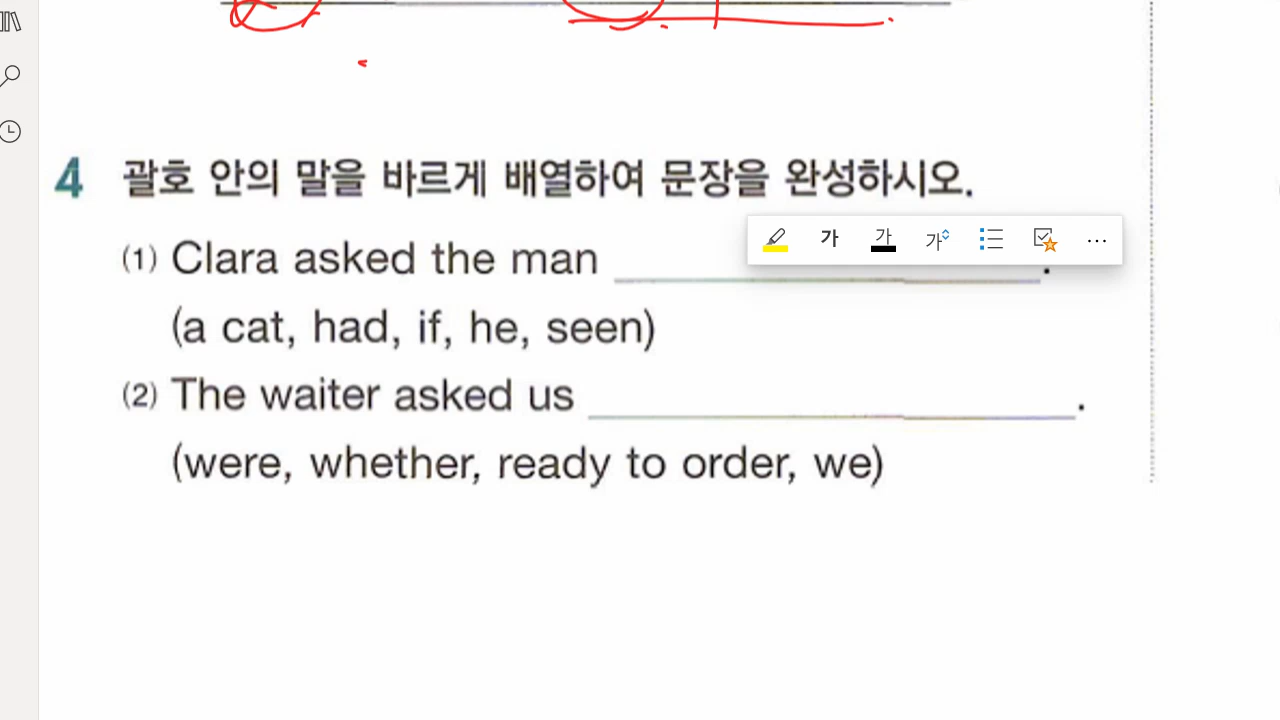 4 괄호 안의 말을 바르게 배열하여 문장을 완성하시오.
가 가 가 ...
(1) Clara asked the man ______.
(a cat, had, if, he, seen)
(2) The waiter asked us ______.
(were, whether, ready to order, we)